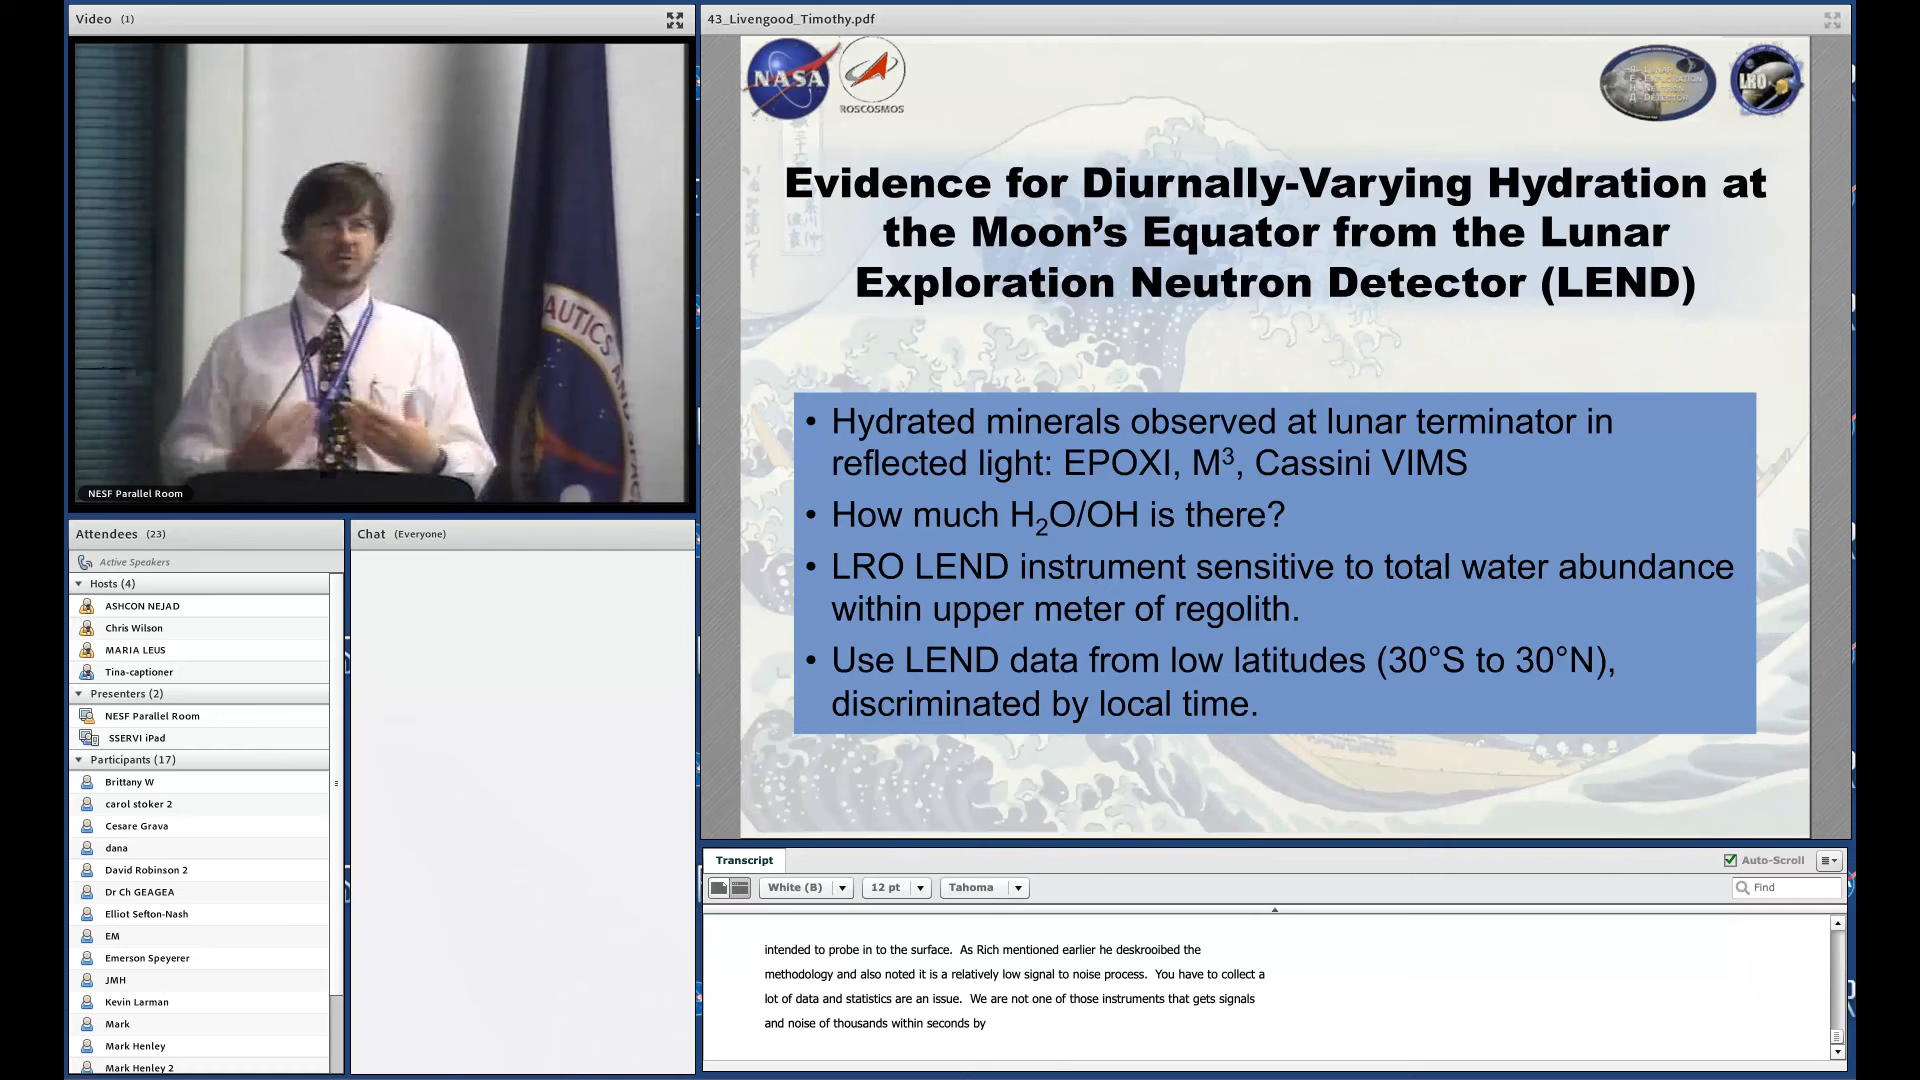 Video (1)
AUTICS AND SPACE
NESF Parallel Room
Attendees (23)
Active Speakers
Hosts (4)
ASHCON NEJAD
Chris Wilson
MARIA LEUS
Tina-captioner
Presenters (2)
NESF Parallel Room
SSERVI iPad
Participants (17)
Brittany W
carol stoker 2
Cesare Grava
dana
David Robinson 2
Dr Ch GEAGEA
Elliot Sefton-Nash
EM
Emerson Speyerer
JMH
Kevin Larman
Mark
Mark Henley
Mark Henley 2
Chat (Everyone)
43_Livengood_Timothy.pdf
NASA
ROSCOSMOS
LUNAR
EXPLORATION
NEUTRON
DETECTOR
LRO
Evidence for Diurnally-Varying Hydration at
the Moon’s Equator from the Lunar
Exploration Neutron Detector (LEND)
• Hydrated minerals observed at lunar terminator in
reflected light: EPOXI, M³, Cassini VIMS
• How much H₂O/OH is there?
• LRO LEND instrument sensitive to total water abundance
within upper meter of regolith.
• Use LEND data from low latitudes (30°S to 30°N),
discriminated by local time.
Transcript
Auto-Scroll
White (B)
12 pt
Tahoma
Find
intended to probe in to the surface. As Rich mentioned earlier he deskrooibed the
methodology and also noted it is a relatively low signal to noise process. You have to collect a
lot of data and statistics are an issue. We are not one of those instruments that gets signals
and noise of thousands within seconds by